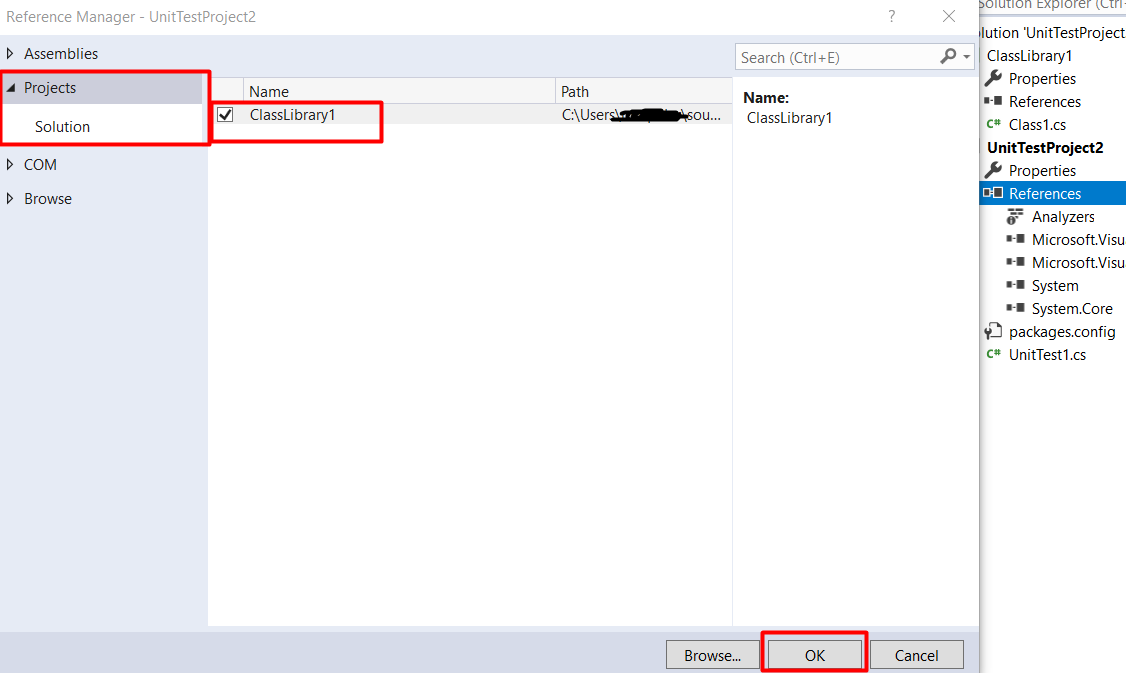 Reference Manager - UnitTestProject2
?
Assemblies
Projects
Solution
COM
Browse
Name
Path
ClassLibrary1
C:\Users\ \sou...
Search (Ctrl+E)
Name:
ClassLibrary1
Browse...
OK
Cancel
Solution Explorer (Ctrl+
olution 'UnitTestProject
ClassLibrary1
Properties
References
C# Class1.cs
UnitTestProject2
Properties
References
Analyzers
Microsoft.Visu
Microsoft.Visu
System
System.Core
packages.config
C# UnitTest1.cs